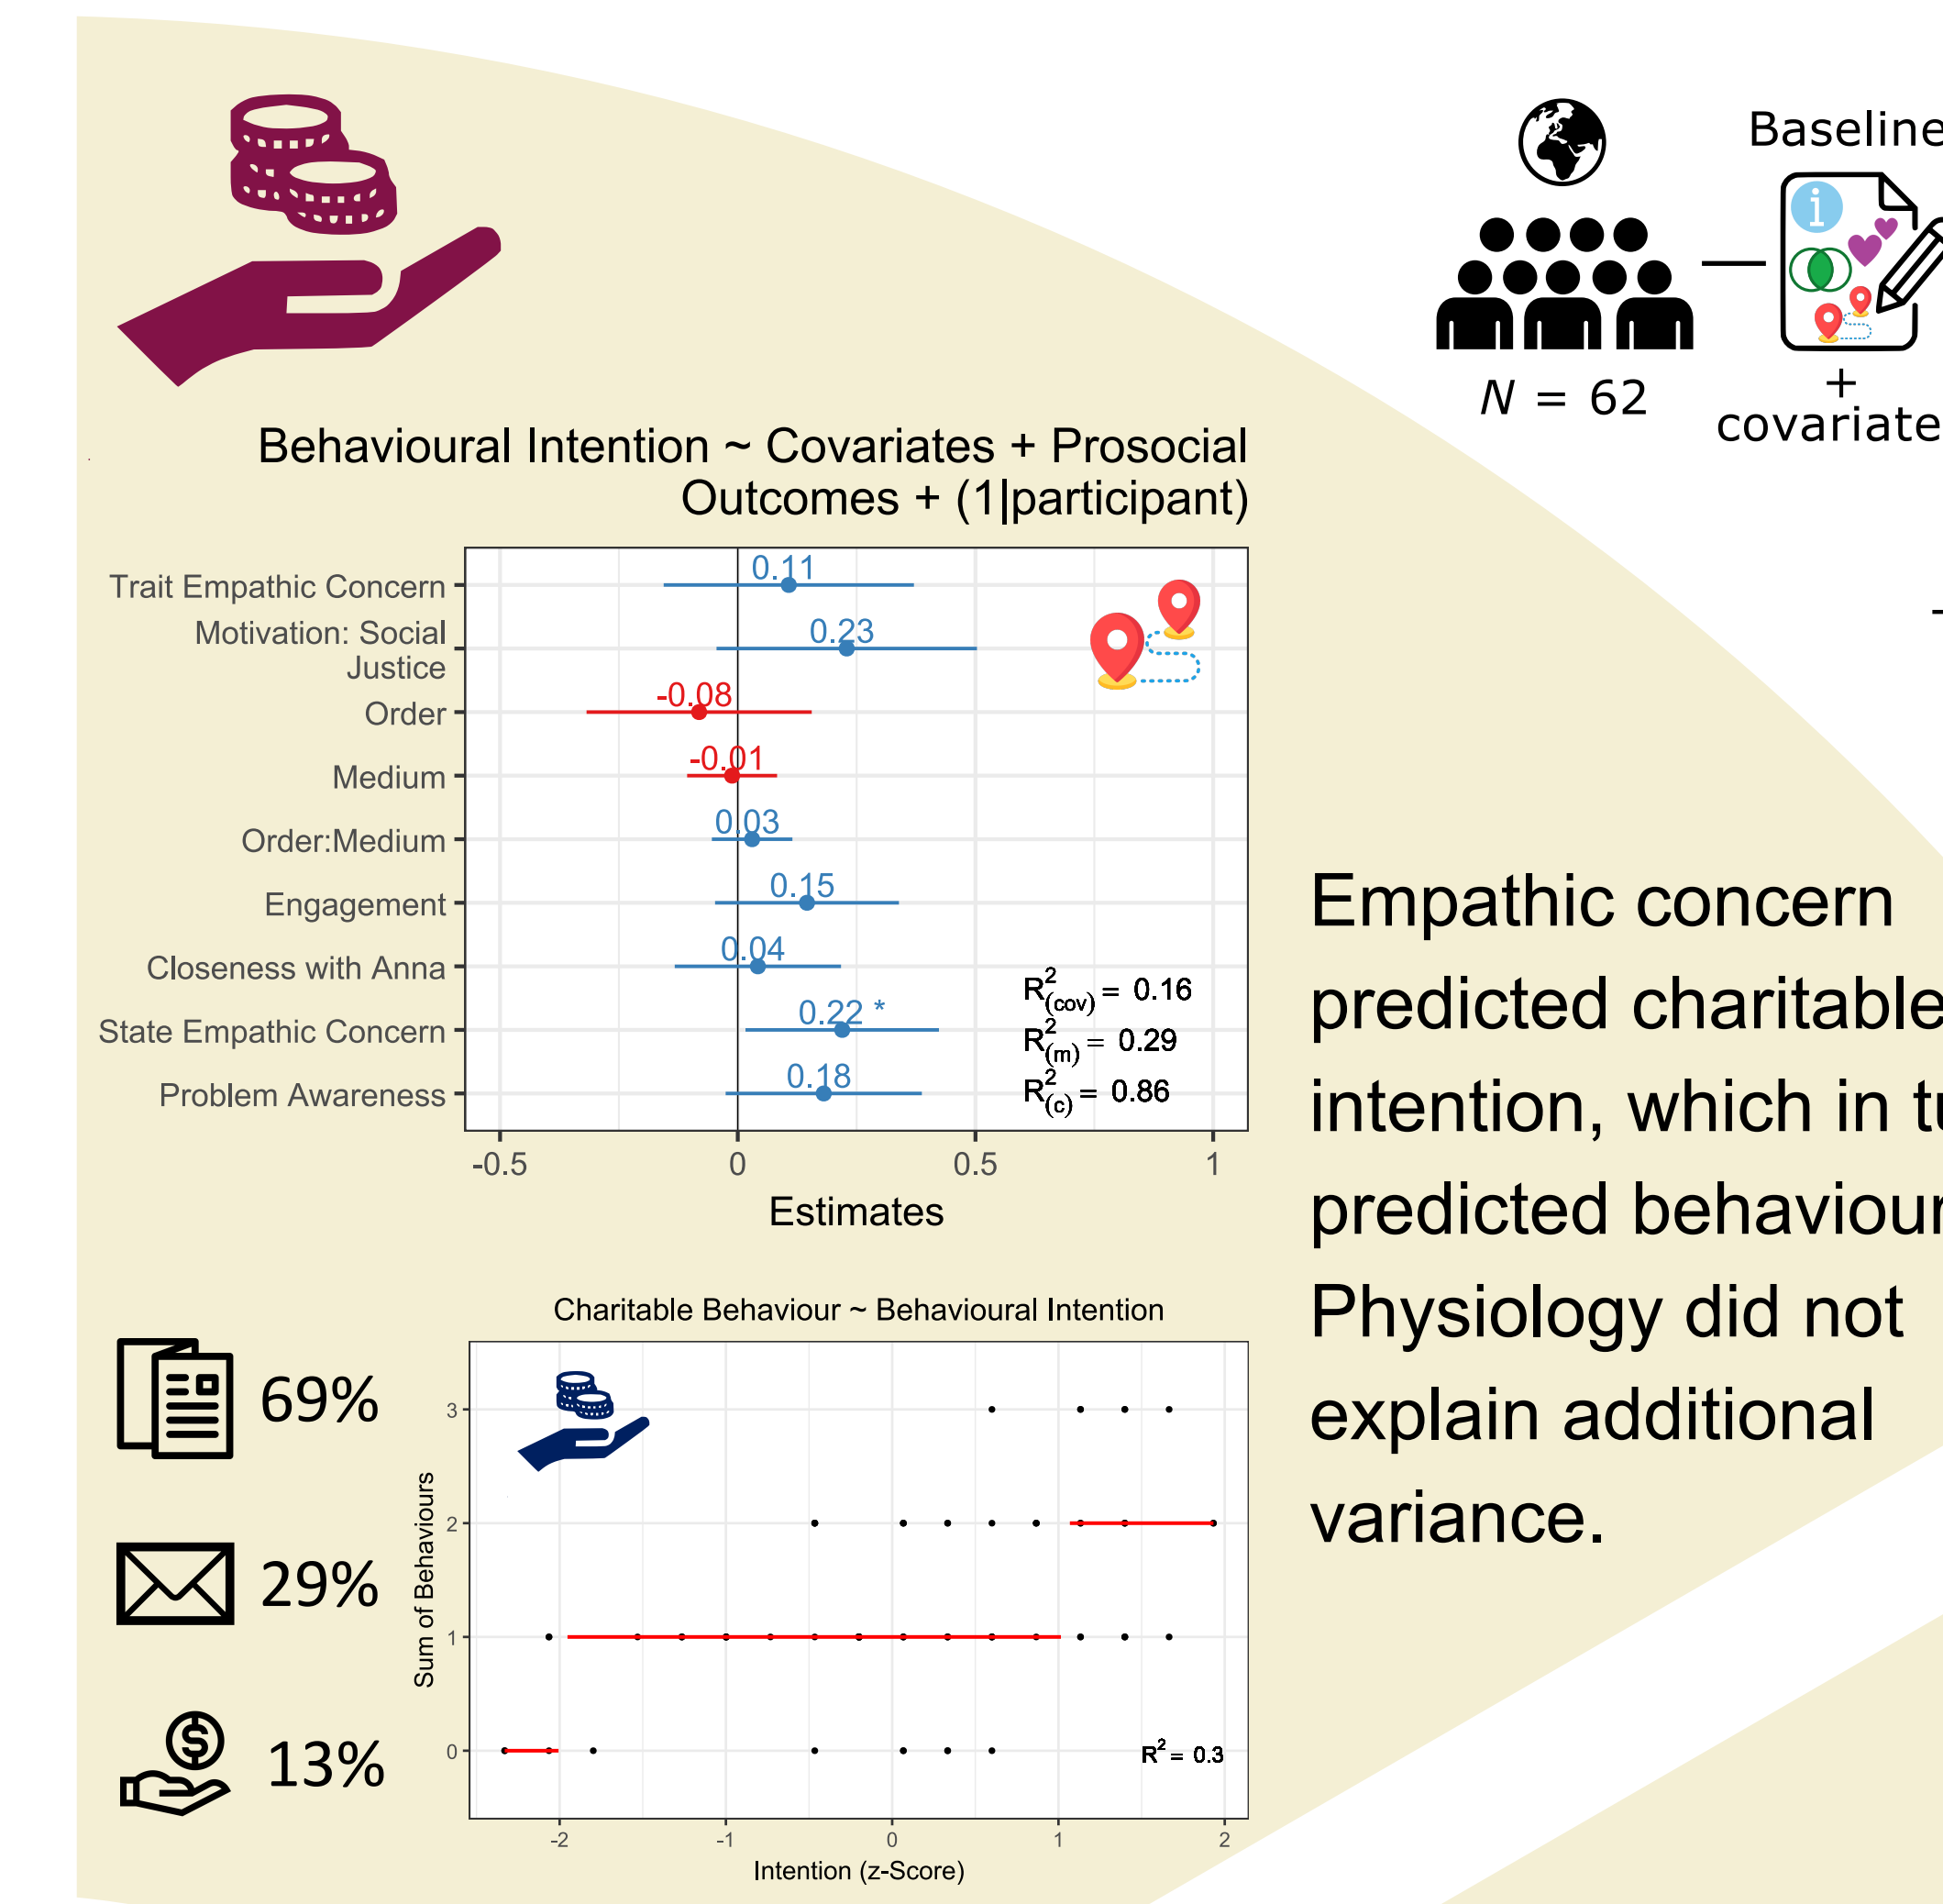 Baseline
N = 62
+
covariate
Behavioural Intention ~ Covariates + Prosocial
Outcomes + (1|participant)
Trait Empathic Concern
0.11
Motivation: Social
Justice
0.23
Order
-0.08
Medium
-0.01
Order:Medium
0.03
Engagement
0.15
Closeness with Anna
0.04
State Empathic Concern
0.22 *
Problem Awareness
0.18
R²(cov) = 0.16
R²(m) = 0.29
R²(c) = 0.86
-0.5 0 0.5 1
Estimates
Empathic concern
predicted charitable
intention, which in
predicted behaviour
Physiology did not
explain additional
variance.
69%
29%
13%
Charitable Behaviour ~ Behavioural Intention
Sum of Behaviours
3
2
1
0
R² = 0.3
-2 -1 0 1 2
Intention (z-Score)